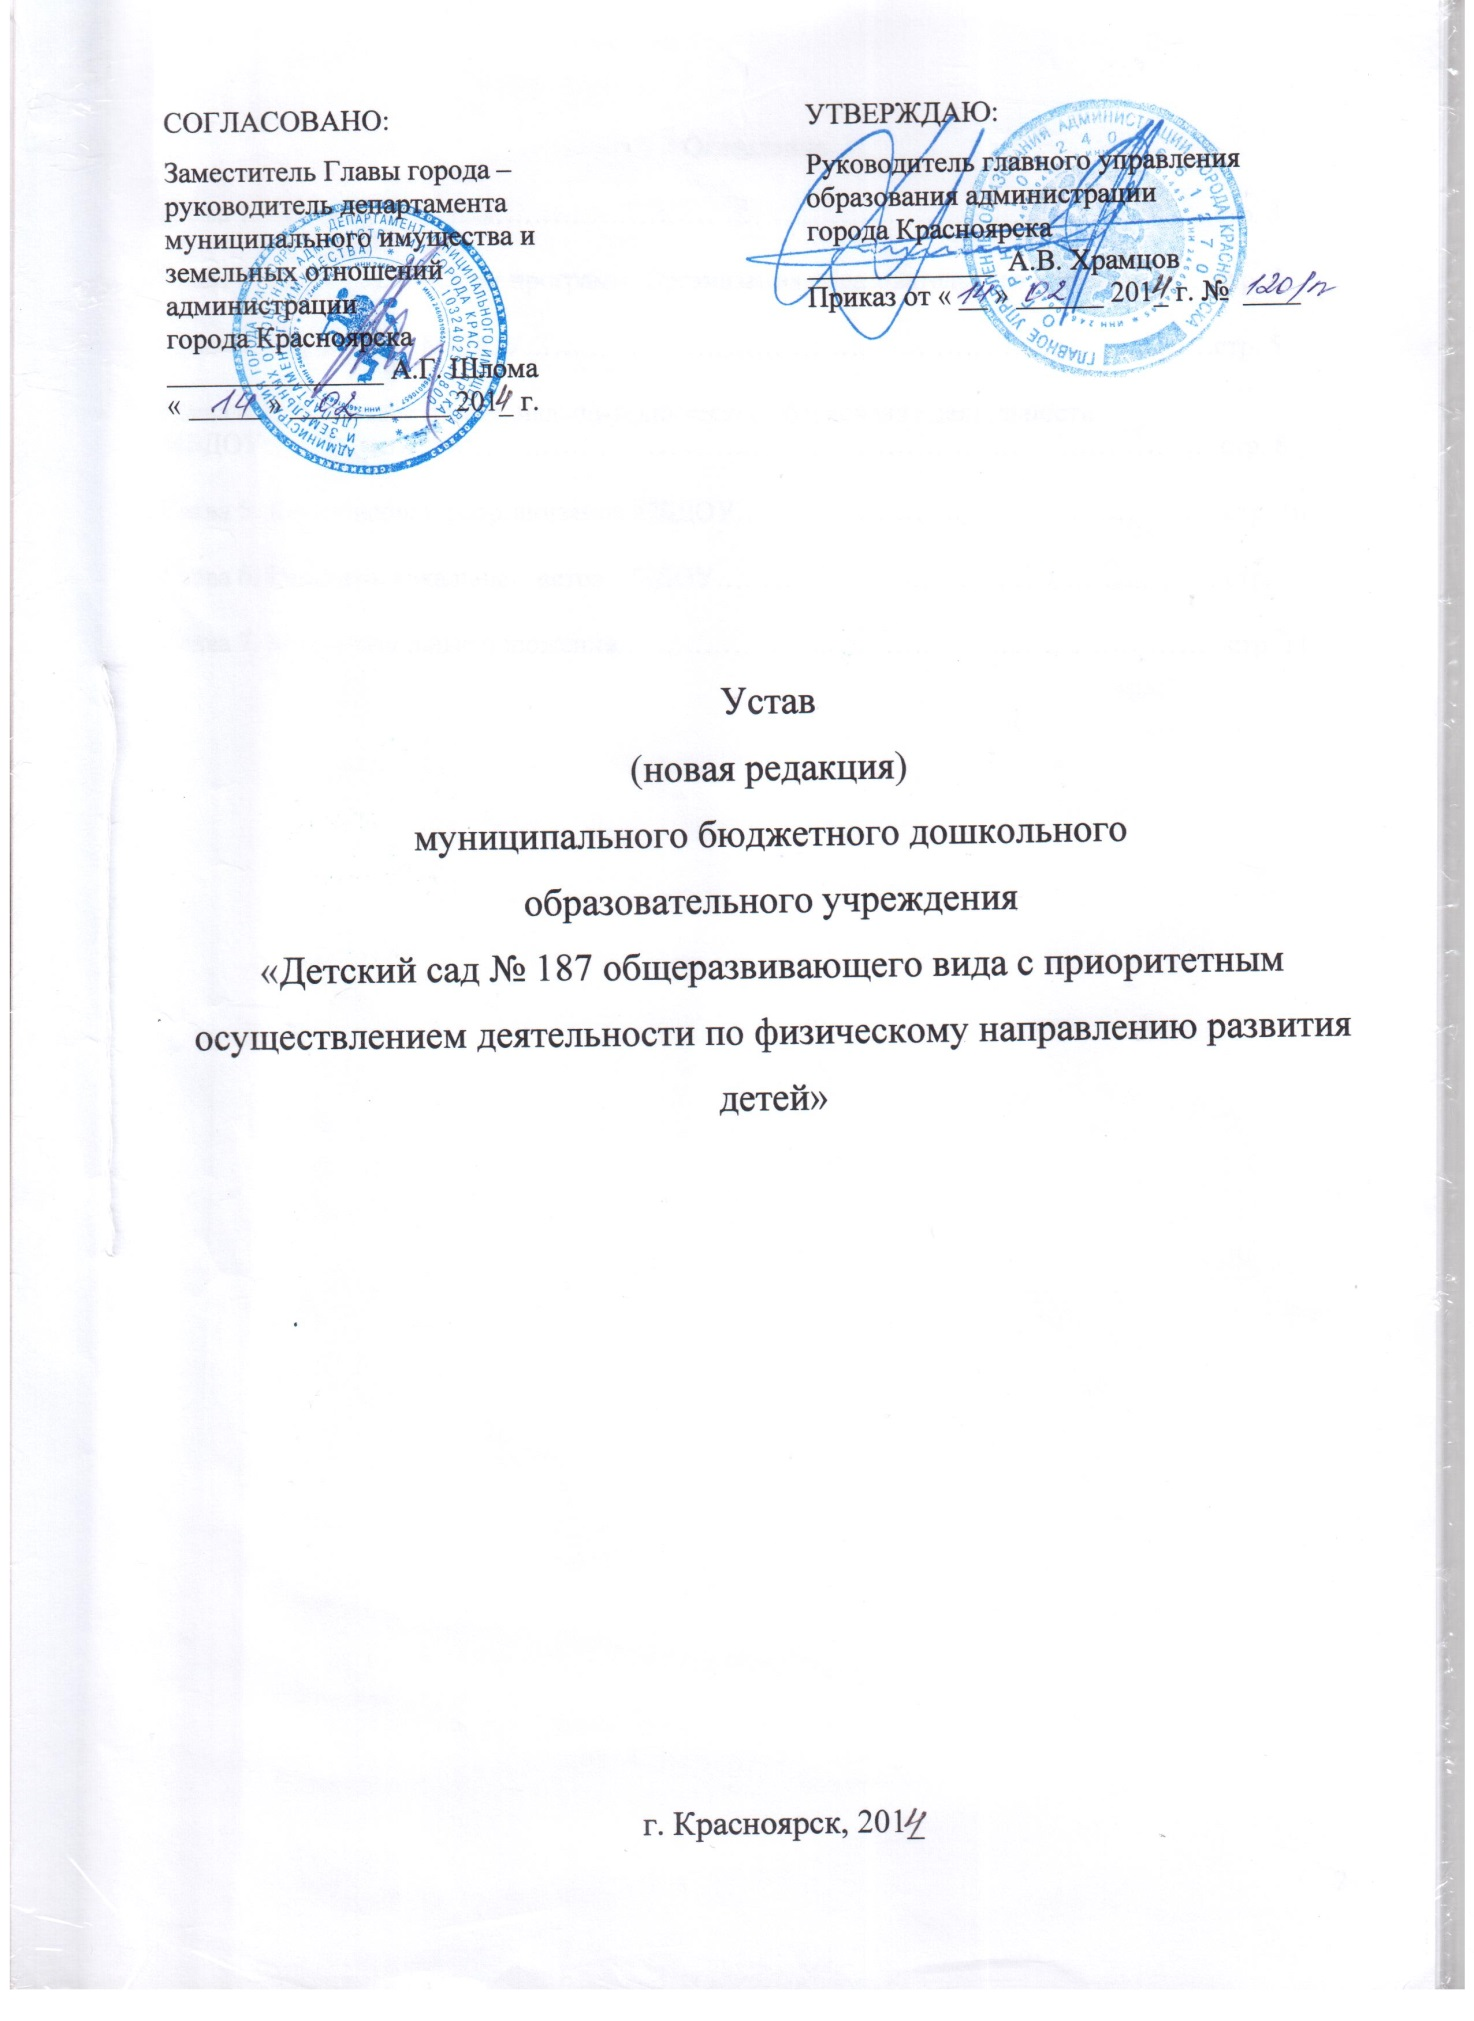 СОГЛАСОВАНО:
Заместитель Главы города –
руководитель департамента
муниципального имущества и
земельных отношений
администрации
города Красноярска
А.Г. Шлома
« 14 » 02 2014 г.
УТВЕРЖДАЮ:
Руководитель главного управления
образования администрации
города Красноярска
А.В. Храмцов
Приказ от « 14 » 02 2014 г. № 120/п
Устав
(новая редакция)
муниципального бюджетного дошкольного
образовательного учреждения
«Детский сад № 187 общеразвивающего вида с приоритетным
осуществлением деятельности по физическому направлению развития
детей»
г. Красноярск, 2014